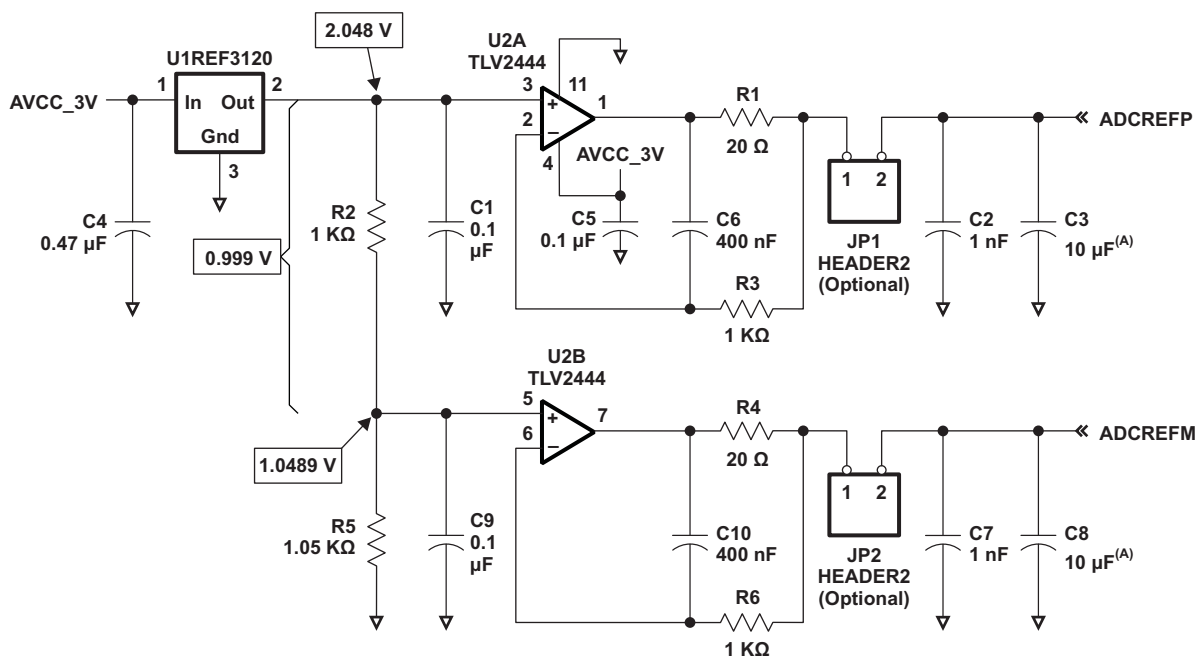 2.048 V
U1REF3120
1
2
AVCC_3V
In
Out
Gnd
3
C4
0.47 µF
0.999 V
R2
1 KΩ
C1
0.1
µF
U2A
TLV2444
3
+
2
−
11
1
4
AVCC_3V
C5
0.1 µF
C6
400 nF
R1
20 Ω
R3
1 KΩ
1
2
JP1
HEADER2
(Optional)
C2
1 nF
C3
10 µF(A)
ADCREFP
1.0489 V
R5
1.05 KΩ
C9
0.1
µF
U2B
TLV2444
5
+
6
−
7
C10
400 nF
R4
20 Ω
R6
1 KΩ
1
2
JP2
HEADER2
(Optional)
C7
1 nF
C8
10 µF(A)
ADCREFM